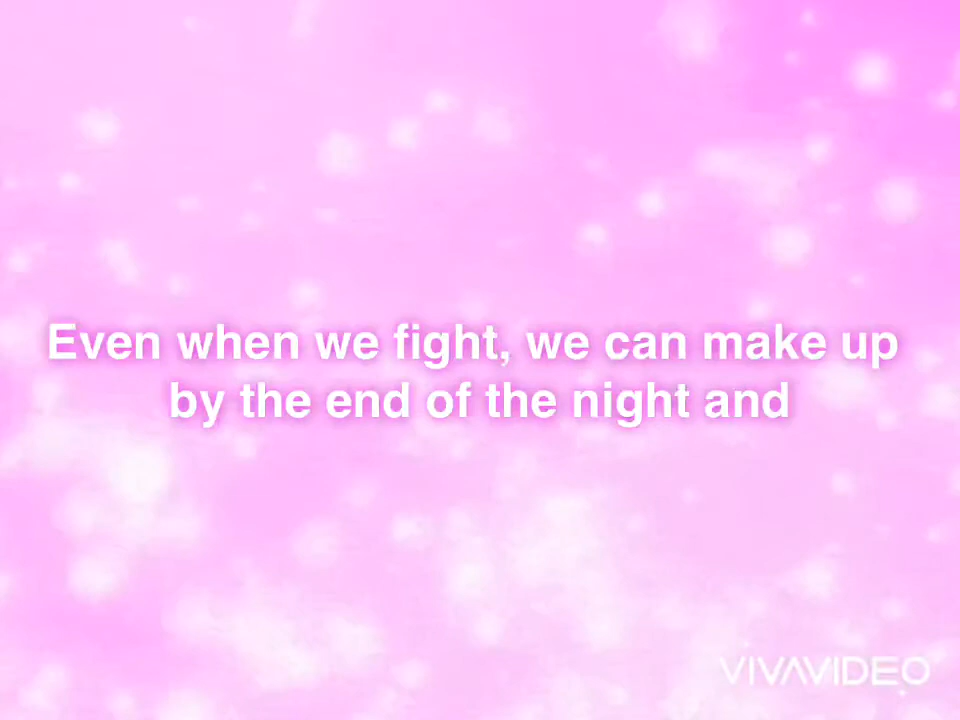 Even when we fight, we can make up
by the end of the night and
VIVAVIDEO